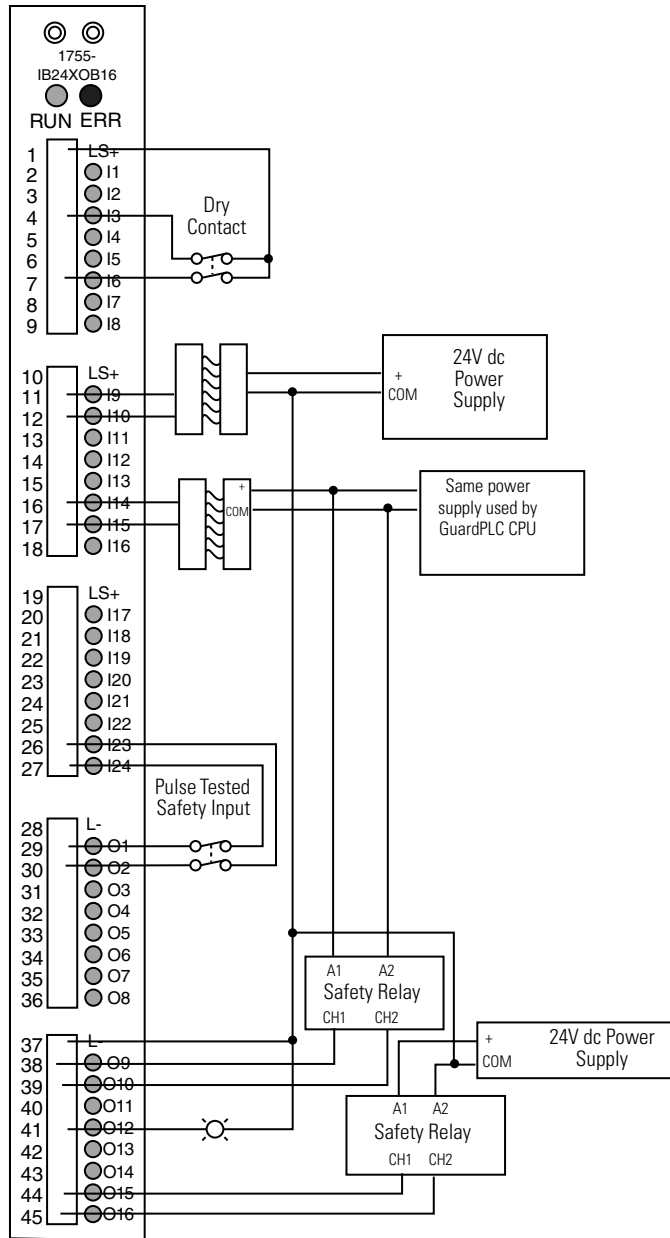 1755-
IB24XOB16
RUN ERR
1 LS+
2 I1
3 I2
4 I3
5 I4
6 I5
7 I6
8 I7
9 I8
Dry
Contact
10 LS+
11 I9
12 I10
13 I11
14 I12
15 I13
16 I14
17 I15
18 I16
+
COM
24V dc
Power
Supply
+
COM
Same power
supply used by
GuardPLC CPU
19 LS+
20 I17
21 I18
22 I19
23 I20
24 I21
25 I22
26 I23
27 I24
Pulse Tested
Safety Input
28 L-
29 O1
30 O2
31 O3
32 O4
33 O5
34 O6
35 O7
36 O8
A1 A2
Safety Relay
CH1 CH2
37 L-
38 O9
39 O10
40 O11
41 O12
42 O13
43 O14
44 O15
45 O16
+
COM
24V dc Power
Supply
A1 A2
Safety Relay
CH1 CH2